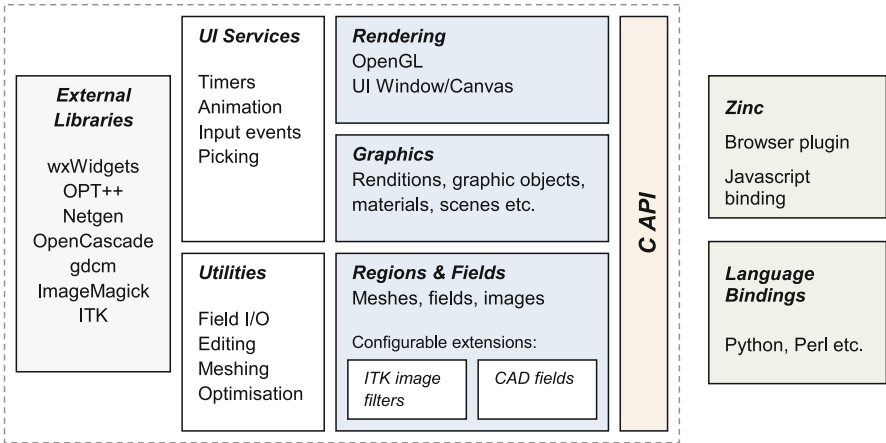 External
Libraries
wxWidgets
OPT++
Netgen
OpenCascade
gdcm
ImageMagick
ITK
UI Services
Timers
Animation
Input events
Picking
Utilities
Field I/O
Editing
Meshing
Optimisation
Rendering
OpenGL
UI Window/Canvas
Graphics
Renditions, graphic objects,
materials, scenes etc.
Regions & Fields
Meshes, fields, images
Configurable extensions:
ITK image
filters
CAD fields
C API
Zinc
Browser plugin
Javascript
binding
Language
Bindings
Python, Perl etc.